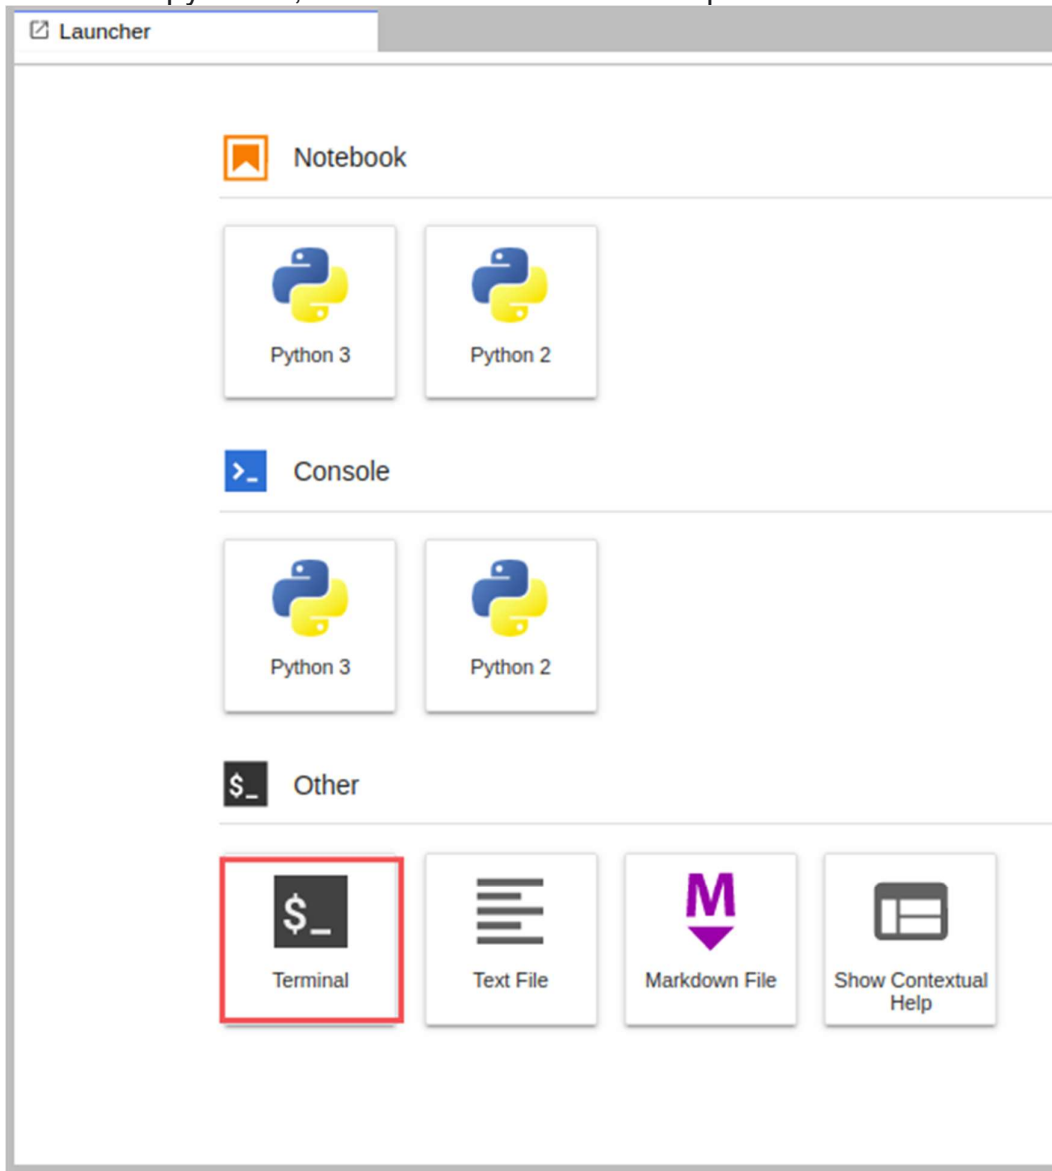 Launcher
Notebook
Python 3
Python 2
Console
Python 3
Python 2
$_ Other
$_
Terminal
Text File
M
Markdown File
Show Contextual
Help